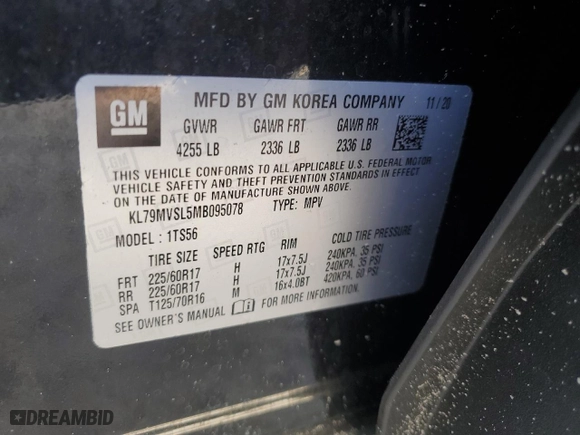 GM
MFD BY GM KOREA COMPANY 11/20
GVWR GAWR FRT GAWR RR
4255 LB 2336 LB 2336 LB
THIS VEHICLE CONFORMS TO ALL APPLICABLE U.S. FEDERAL MOTOR
VEHICLE SAFETY AND THEFT PREVENTION STANDARDS IN EFFECT
ON THE DATE OF MANUFACTURE SHOWN ABOVE.
KL79MVSL5MB095078 TYPE: MPV
MODEL: 1TS56
TIRE SIZE SPEED RTG RIM COLD TIRE PRESSURE
FRT 225/60R17 H 17x7.5J 240KPA, 35 PSI
RR 225/60R17 H 17x7.5J 240KPA, 35 PSI
SPA T125/70R16 M 16x4.0BT 420KPA, 60 PSI
SEE OWNER'S MANUAL FOR MORE INFORMATION.
DREAMBID